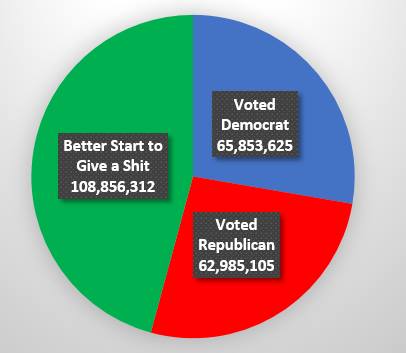 Voted
Democrat
65,853,625
Better Start to
Give a Shit
108,856,312
Voted
Republican
62,985,105